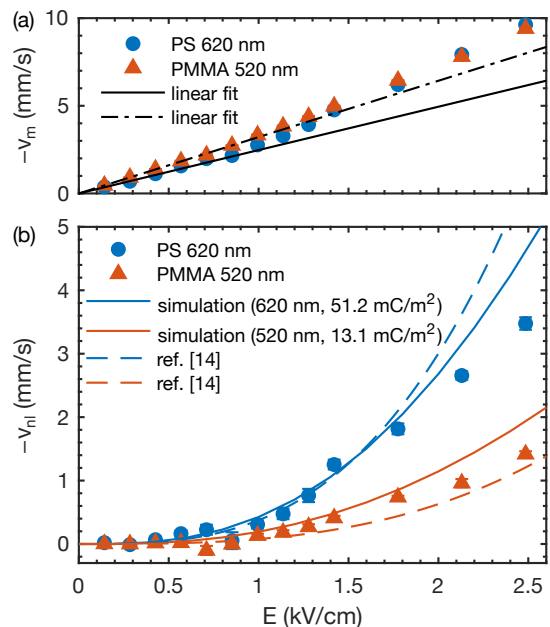 (a)
10
5
0
−v_m (mm/s)
PS 620 nm
PMMA 520 nm
linear fit
linear fit
(b)
5
4
3
2
1
0
−v_nl (mm/s)
PS 620 nm
PMMA 520 nm
simulation (620 nm, 51.2 mC/m²)
simulation (520 nm, 13.1 mC/m²)
ref. [14]
ref. [14]
0 0.5 1 1.5 2 2.5
E (kV/cm)